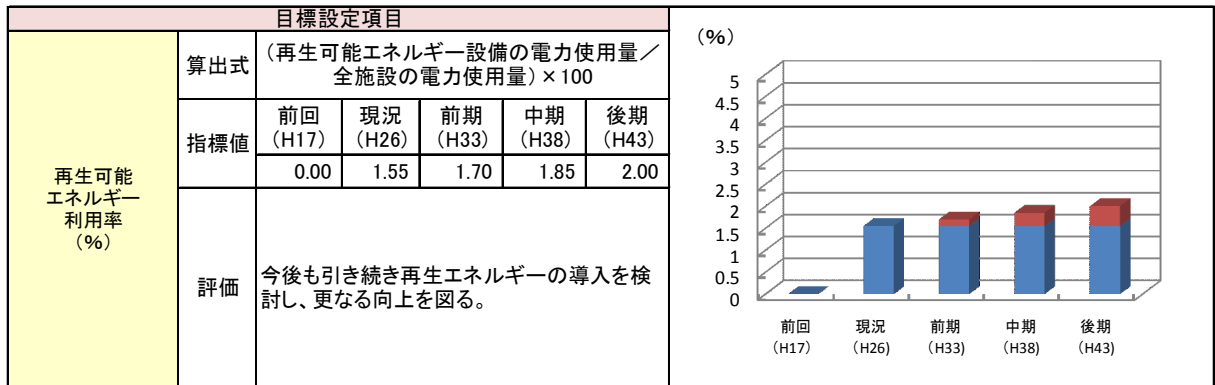 目標設定項目
再生可能
エネルギー
利用率
（%）
算出式
（再生可能エネルギー設備の電力使用量／
全施設の電力使用量）×100
指標値
前回
（H17）
現況
（H26）
前期
（H33）
中期
（H38）
後期
（H43）
0.00 1.55 1.70 1.85 2.00
評価
今後も引き続き再生エネルギーの導入を検
討し、更なる向上を図る。
（%）
5
4.5
4
3.5
3
2.5
2
1.5
1
0.5
0
前回
（H17）
現況
（H26）
前期
（H33）
中期
（H38）
後期
（H43）